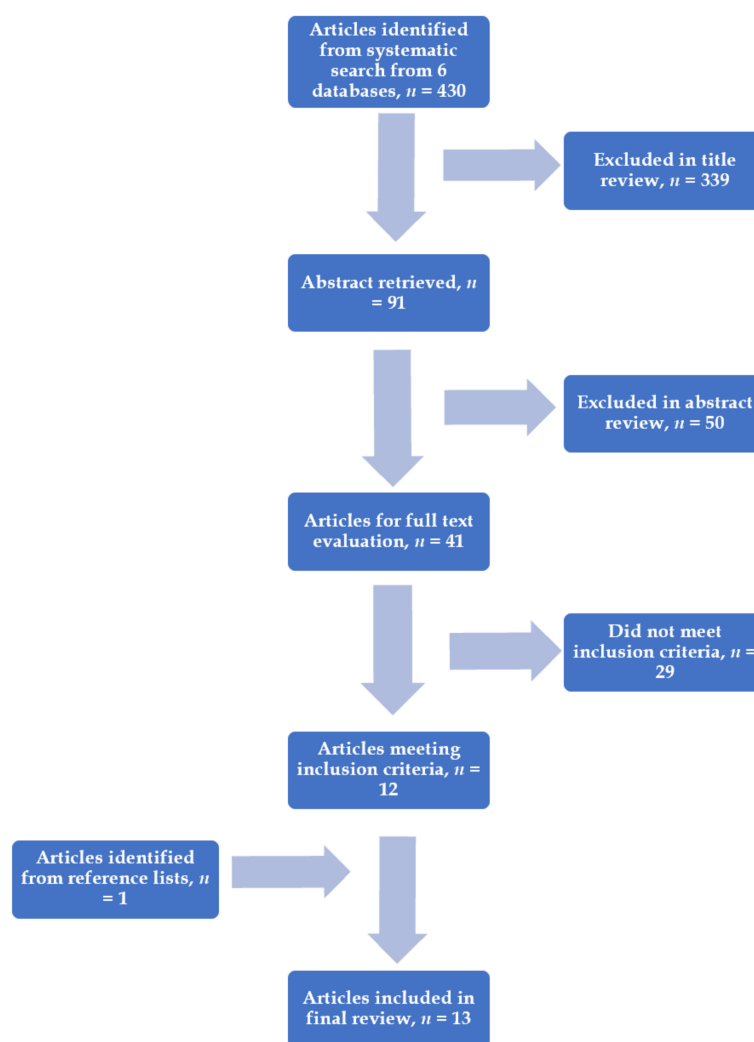 Articles identified
from systematic
search from 6
databases, n = 430
Excluded in title
review, n = 339
Abstract retrieved, n
= 91
Excluded in abstract
review, n = 50
Articles for full text
evaluation, n = 41
Did not meet
inclusion criteria, n =
29
Articles meeting
inclusion criteria, n =
12
Articles identified
from reference lists, n
= 1
Articles included in
final review, n = 13